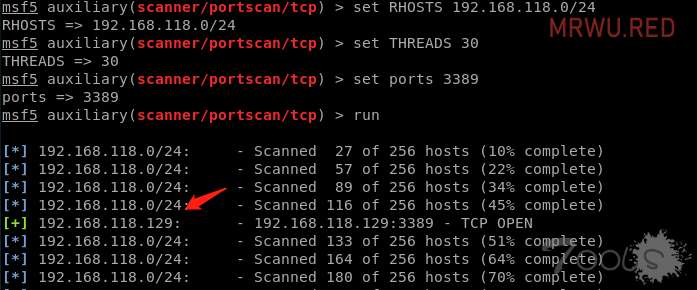 msf5 auxiliary(scanner/portscan/tcp) > set RHOSTS 192.168.118.0/24
RHOSTS => 192.168.118.0/24
MRWU.RED
msf5 auxiliary(scanner/portscan/tcp) > set THREADS 30
THREADS => 30
msf5 auxiliary(scanner/portscan/tcp) > set ports 3389
ports => 3389
msf5 auxiliary(scanner/portscan/tcp) > run
[*] 192.168.118.0/24:     - Scanned  27 of 256 hosts (10% complete)
[*] 192.168.118.0/24:     - Scanned  57 of 256 hosts (22% complete)
[*] 192.168.118.0/24:     - Scanned  89 of 256 hosts (34% complete)
[*] 192.168.118.0/24:     - Scanned 116 of 256 hosts (45% complete)
[+] 192.168.118.129:      - 192.168.118.129:3389 - TCP OPEN
[*] 192.168.118.0/24:     - Scanned 133 of 256 hosts (51% complete)
[*] 192.168.118.0/24:     - Scanned 164 of 256 hosts (64% complete)
[*] 192.168.118.0/24:     - Scanned 180 of 256 hosts (70% complete)
7ools